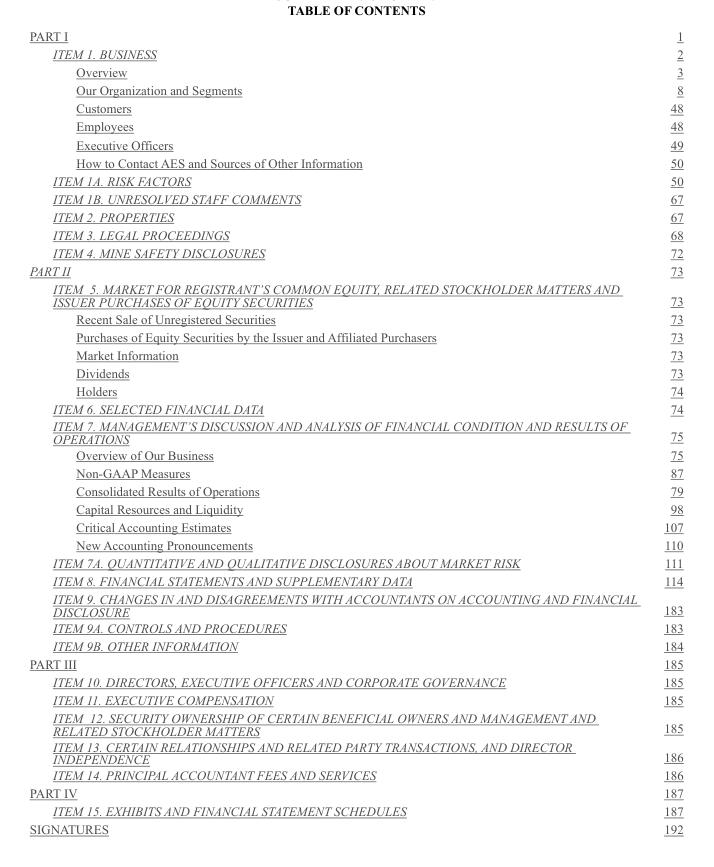 TABLE OF CONTENTS
PART I 1
ITEM 1. BUSINESS 2
Overview 3
Our Organization and Segments 8
Customers 48
Employees 48
Executive Officers 49
How to Contact AES and Sources of Other Information 50
ITEM 1A. RISK FACTORS 50
ITEM 1B. UNRESOLVED STAFF COMMENTS 67
ITEM 2. PROPERTIES 67
ITEM 3. LEGAL PROCEEDINGS 68
ITEM 4. MINE SAFETY DISCLOSURES 72
PART II 73
ITEM 5. MARKET FOR REGISTRANT'S COMMON EQUITY, RELATED STOCKHOLDER MATTERS AND
ISSUER PURCHASES OF EQUITY SECURITIES 73
Recent Sale of Unregistered Securities 73
Purchases of Equity Securities by the Issuer and Affiliated Purchasers 73
Market Information 73
Dividends 73
Holders 74
ITEM 6. SELECTED FINANCIAL DATA 74
ITEM 7. MANAGEMENT'S DISCUSSION AND ANALYSIS OF FINANCIAL CONDITION AND RESULTS OF
OPERATIONS 75
Overview of Our Business 75
Non-GAAP Measures 87
Consolidated Results of Operations 79
Capital Resources and Liquidity 98
Critical Accounting Estimates 107
New Accounting Pronouncements 110
ITEM 7A. QUANTITATIVE AND QUALITATIVE DISCLOSURES ABOUT MARKET RISK 111
ITEM 8. FINANCIAL STATEMENTS AND SUPPLEMENTARY DATA 114
ITEM 9. CHANGES IN AND DISAGREEMENTS WITH ACCOUNTANTS ON ACCOUNTING AND FINANCIAL
DISCLOSURE 183
ITEM 9A. CONTROLS AND PROCEDURES 183
ITEM 9B. OTHER INFORMATION 184
PART III 185
ITEM 10. DIRECTORS, EXECUTIVE OFFICERS AND CORPORATE GOVERNANCE 185
ITEM 11. EXECUTIVE COMPENSATION 185
ITEM 12. SECURITY OWNERSHIP OF CERTAIN BENEFICIAL OWNERS AND MANAGEMENT AND
RELATED STOCKHOLDER MATTERS 185
ITEM 13. CERTAIN RELATIONSHIPS AND RELATED PARTY TRANSACTIONS, AND DIRECTOR
INDEPENDENCE 186
ITEM 14. PRINCIPAL ACCOUNTANT FEES AND SERVICES 186
PART IV 187
ITEM 15. EXHIBITS AND FINANCIAL STATEMENT SCHEDULES 187
SIGNATURES 192